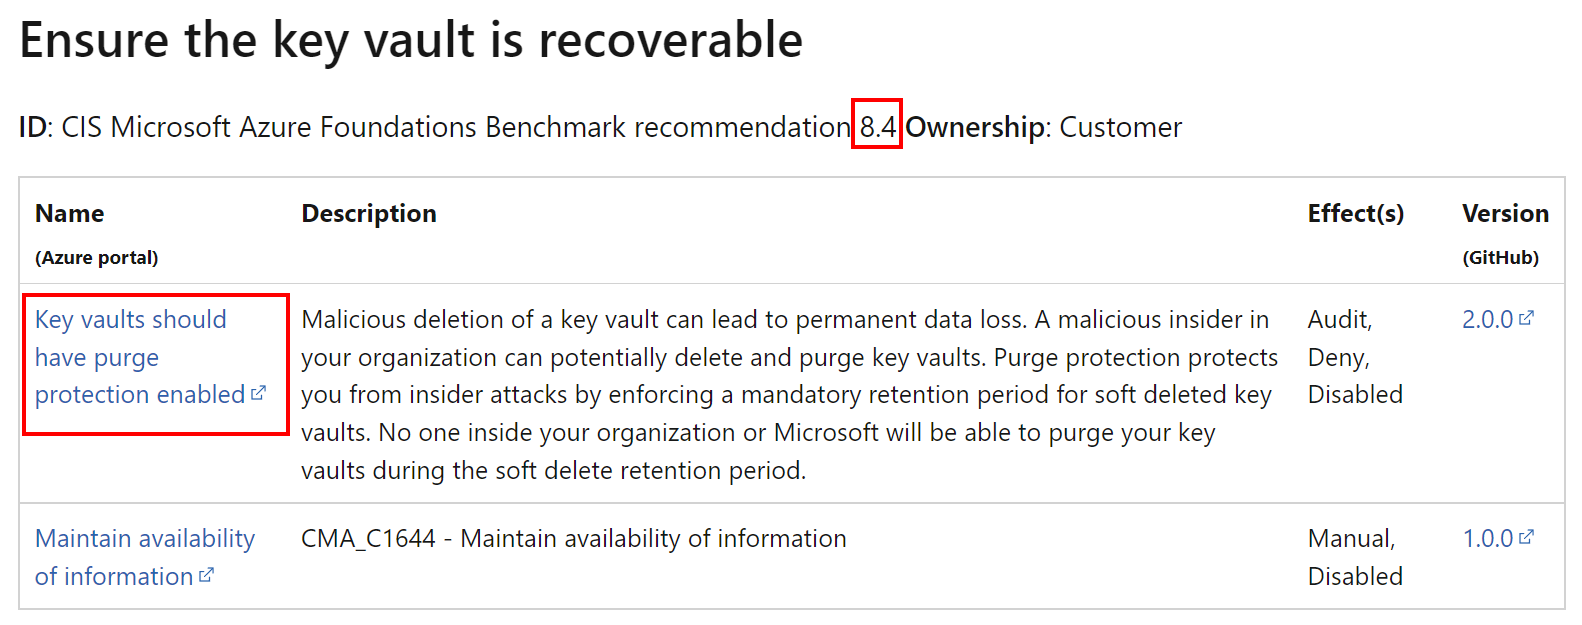 Ensure the key vault is recoverable
ID: CIS Microsoft Azure Foundations Benchmark recommendation 8.4 Ownership: Customer
Name
(Azure portal)
Description
Effect(s)
Version
(GitHub)
Key vaults should
have purge
protection enabled
Malicious deletion of a key vault can lead to permanent data loss. A malicious insider in
your organization can potentially delete and purge key vaults. Purge protection protects
you from insider attacks by enforcing a mandatory retention period for soft deleted key
vaults. No one inside your organization or Microsoft will be able to purge your key
vaults during the soft delete retention period.
Audit,
Deny,
Disabled
2.0.0
Maintain availability
of information
CMA_C1644 - Maintain availability of information
Manual,
Disabled
1.0.0